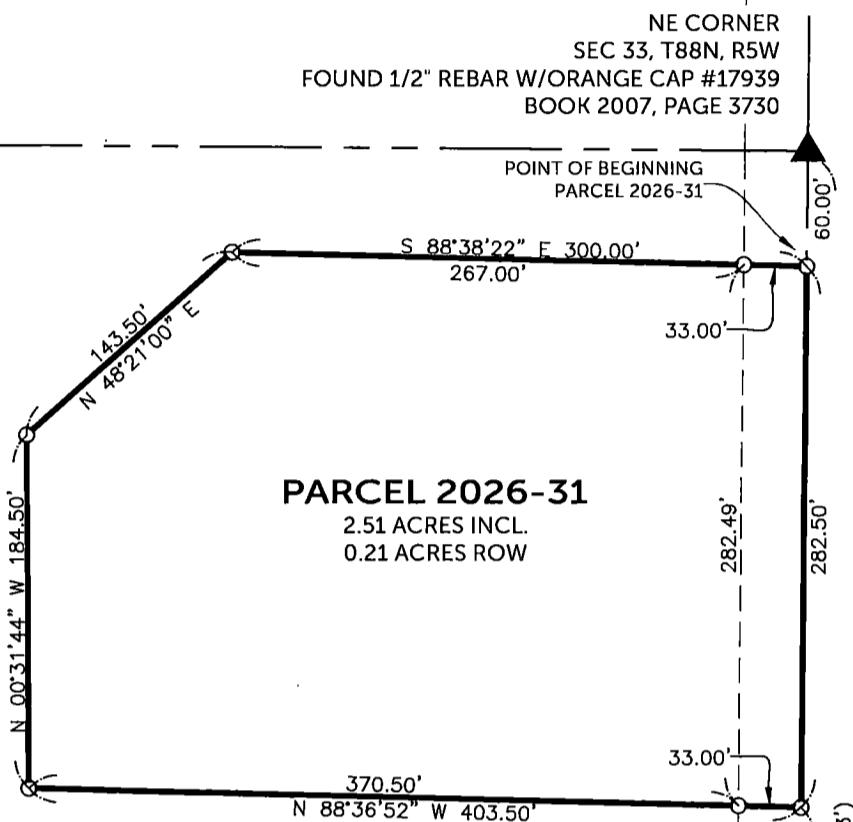 NE CORNER
SEC 33, T88N, R5W
FOUND 1/2" REBAR W/ORANGE CAP #17939
BOOK 2007, PAGE 3730
POINT OF BEGINNING
PARCEL 2026-31
60.00'
S 88°38'22" E 300.00'
267.00'
33.00'
143.50'
N 48°21'00" E
PARCEL 2026-31
2.51 ACRES INCL.
0.21 ACRES ROW
N 00°31'44" W 184.50'
282.49'
282.50'
33.00'
370.50'
N 88°36'52" W 403.50'